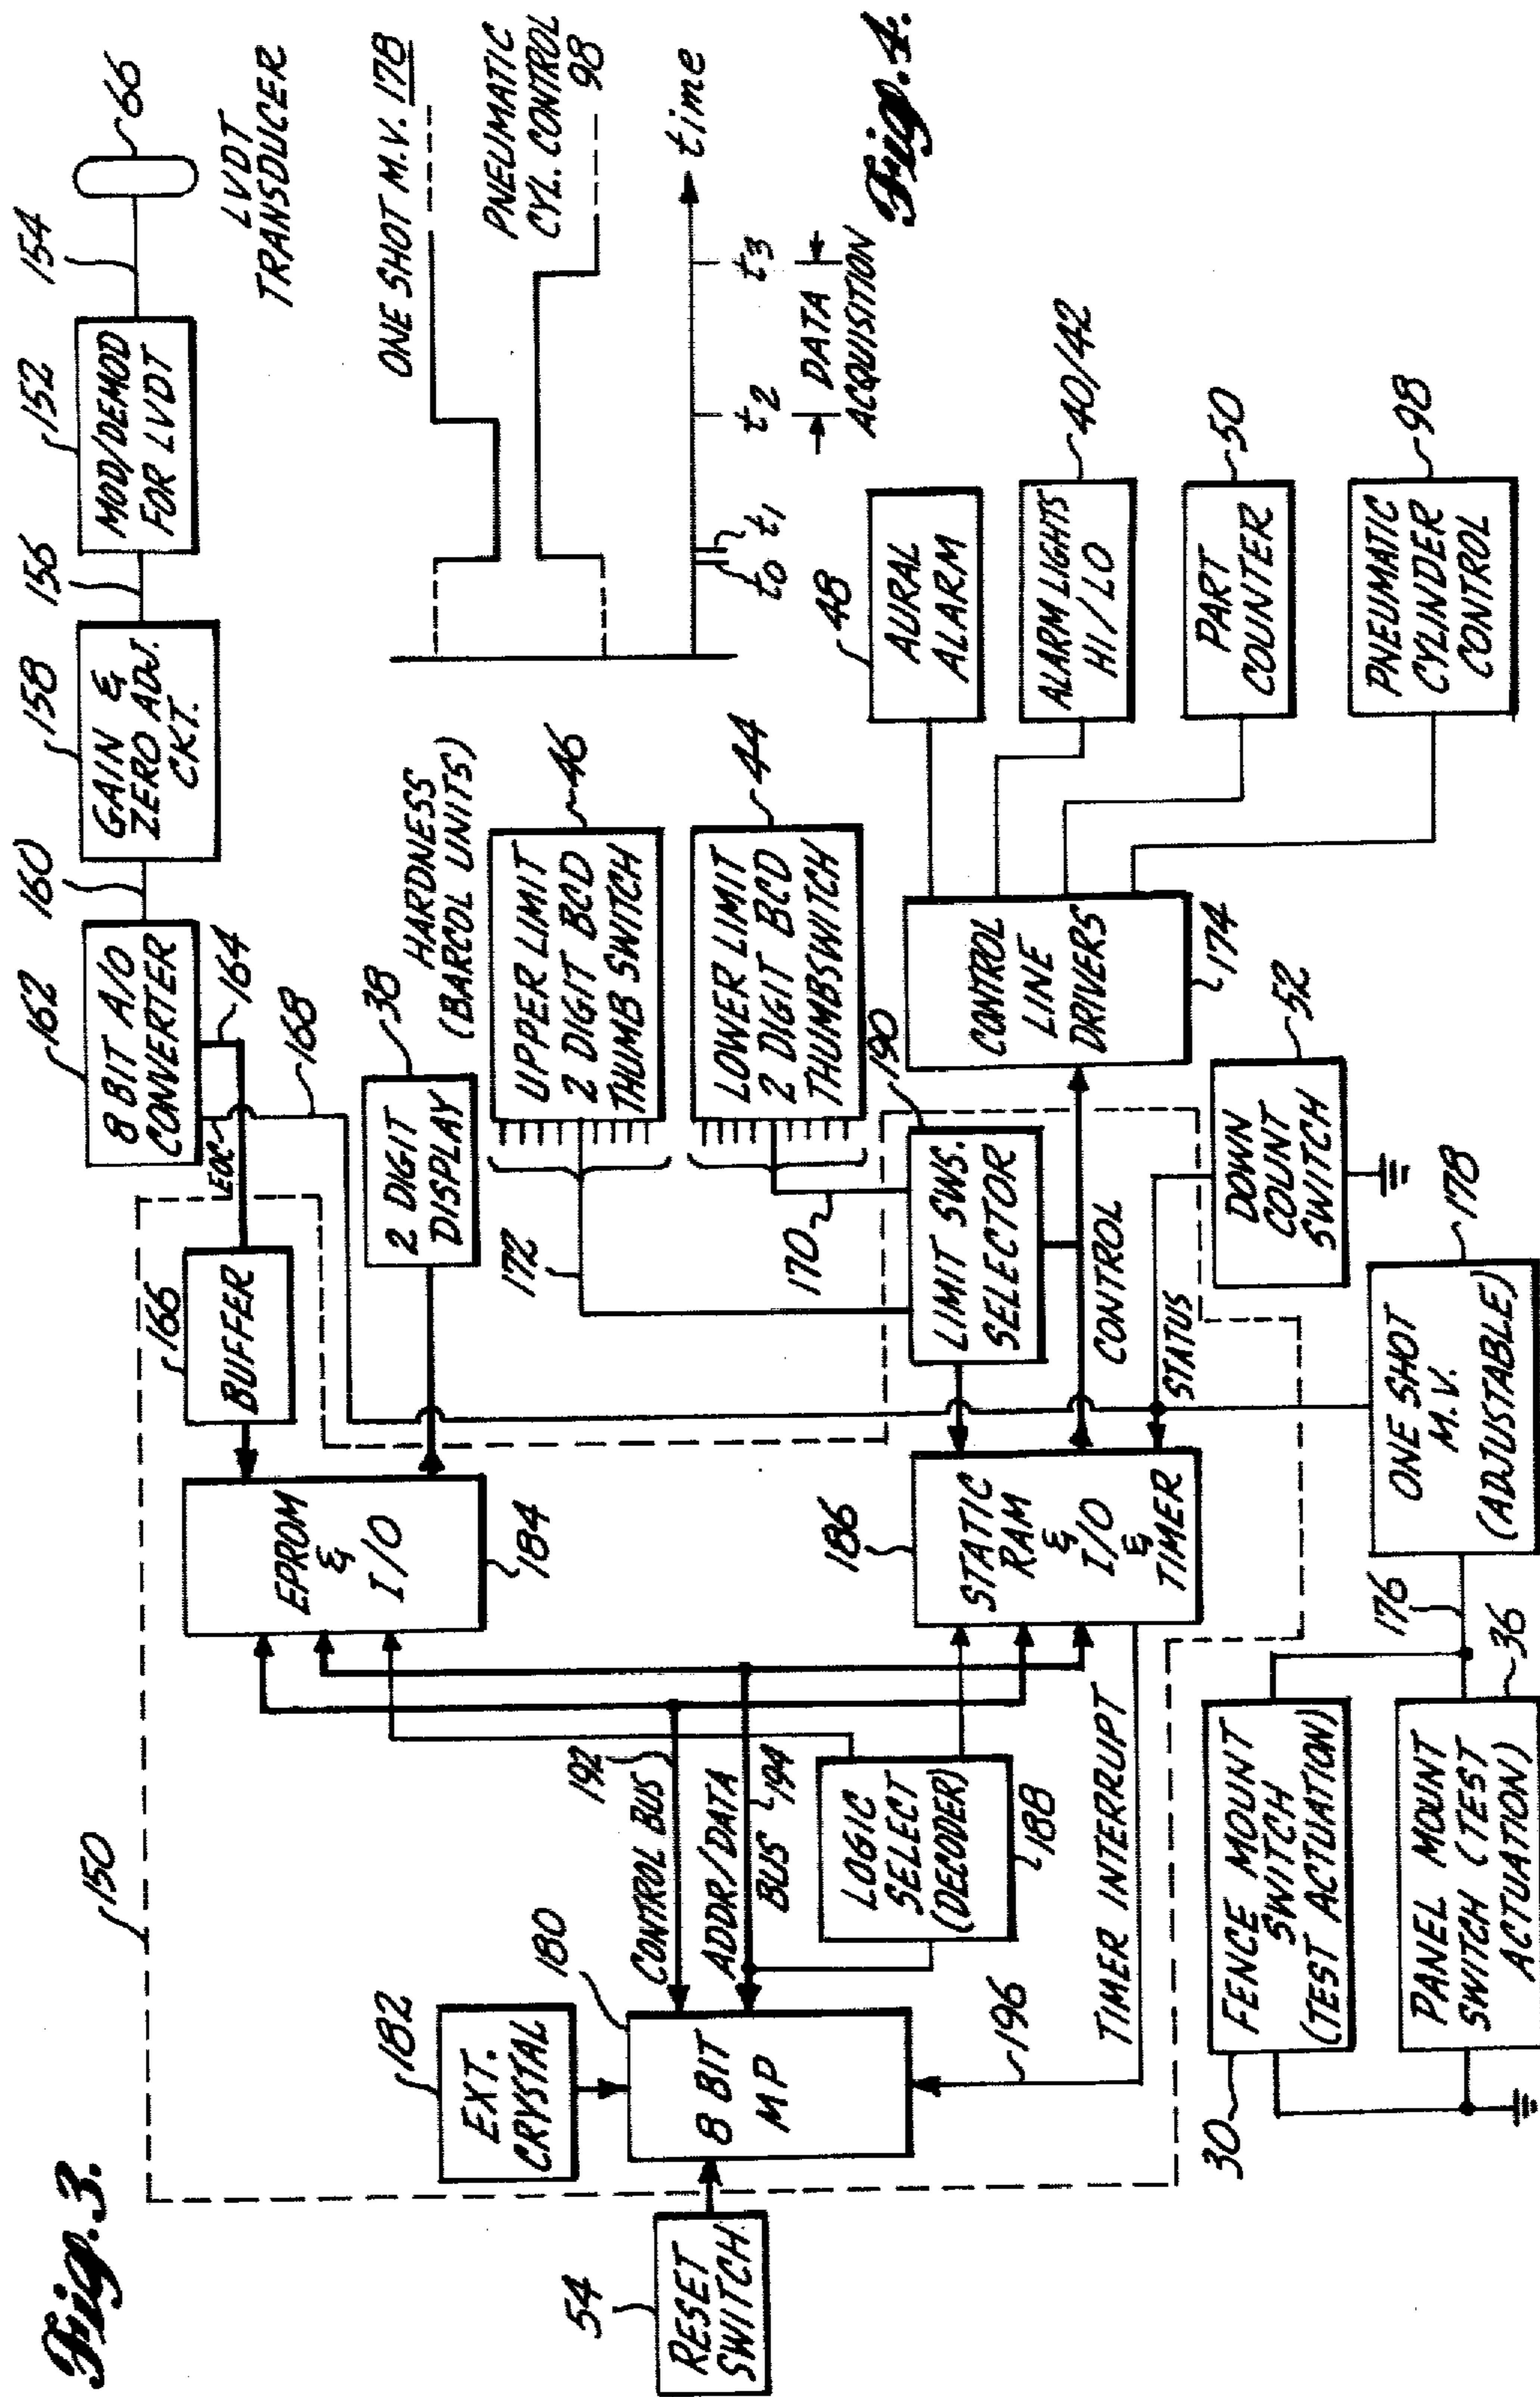 Fig. 3.
54
RESET
SWITCH
150
182
EXT.
CRYSTAL
180
8 BIT
MP
196
TIMER INTERRUPT
CONTROL BUS
192
ADDR/DATA
BUS
194
LOGIC
SELECT
(DECODER)
188
EPROM
&
I/O
184
186
STATIC
RAM
&
I/O
&
TIMER
166
BUFFER
EOC
164
168
162
8 BIT A/D
CONVERTER
160
158
GAIN &
ZERO ADJ.
CKT.
156
152
MOD/DEMOD
FOR LVDT
154
66
LVDT
TRANSDUCER
2 DIGIT
DISPLAY
38
HARDNESS
(BARCOL UNITS)
172
UPPER LIMIT
2 DIGIT BCD
THUMB SWITCH
46
170
LOWER LIMIT
2 DIGIT BCD
THUMBSWITCH
44
190
LIMIT SWS.
SELECTOR
CONTROL
STATUS
CONTROL
LINE
DRIVERS
174
48
AURAL
ALARM
ALARM LIGHTS
HI/LO
40/42
PART
COUNTER
50
PNEUMATIC
CYLINDER
CONTROL
98
DOWN
COUNT
SWITCH
52
30
FENCE MOUNT
SWITCH
(TEST ACTUATION)
PANEL MOUNT
SWITCH (TEST
ACTUATION)
36
176
ONE SHOT
M.V.
(ADJUSTABLE)
178
ONE SHOT M.V. 178
PNEUMATIC
CYL. CONTROL
98
time
t0 t1 t2 t3
DATA
ACQUISITION
Fig. 4.